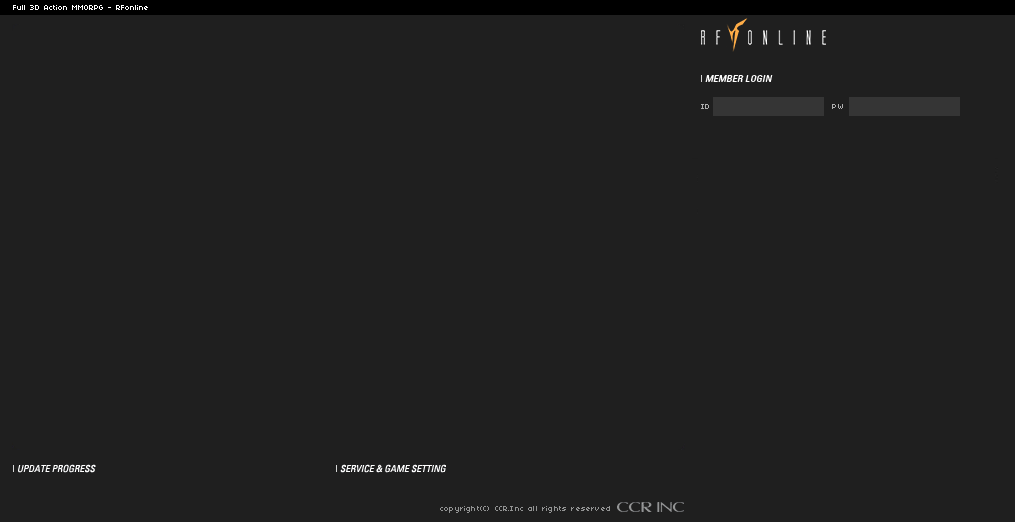 Full 3D Action MMORPG - RFonline
RF ONLINE
MEMBER LOGIN
ID PW
UPDATE PROGRESS
SERVICE & GAME SETTING
copyright(C) CCR.Inc all rights reserved CCR INC